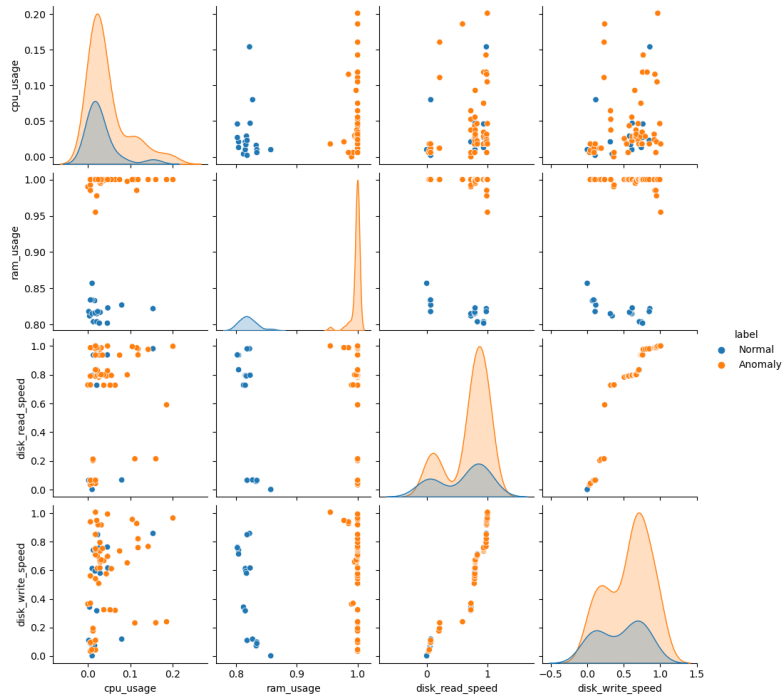 cpu_usage
0.20
0.15
0.10
0.05
0.00
ram_usage
1.00
0.95
0.90
0.85
0.80
label
Normal
Anomaly
disk_read_speed
1.0
0.8
0.6
0.4
0.2
0.0
disk_write_speed
1.0
0.8
0.6
0.4
0.2
0.0
0.0 0.1 0.2 0.8 0.9 1.0 0 1 -0.5 0.0 0.5 1.0 1.5
cpu_usage ram_usage disk_read_speed disk_write_speed